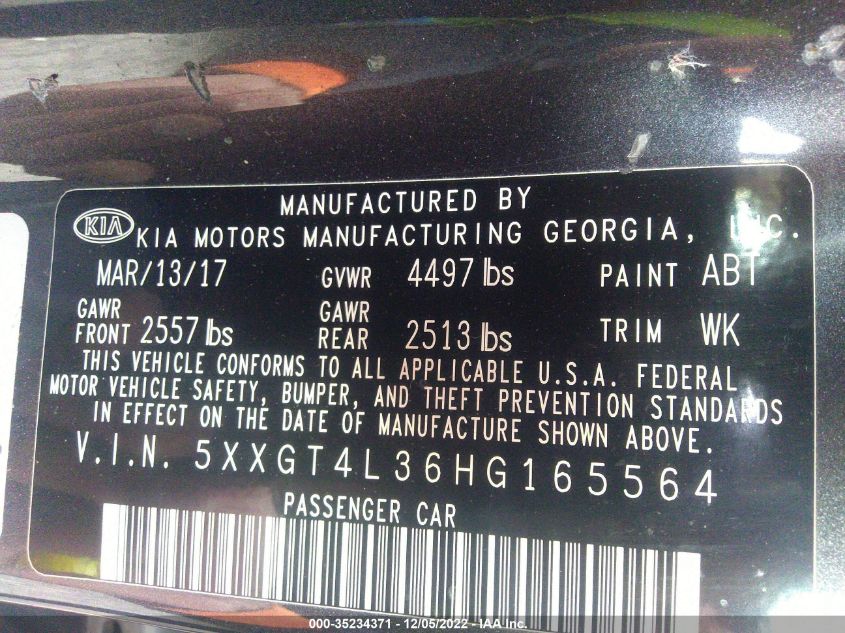 MANUFACTURED BY
KIA KIA MOTORS MANUFACTURING GEORGIA, INC.
MAR/13/17 GVWR 4497 lbs PAINT ABT
GAWR FRONT 2557 lbs GAWR REAR 2513 lbs TRIM WK
THIS VEHICLE CONFORMS TO ALL APPLICABLE U.S.A. FEDERAL
MOTOR VEHICLE SAFETY, BUMPER, AND THEFT PREVENTION STANDARDS
IN EFFECT ON THE DATE OF MANUFACTURE SHOWN ABOVE.
V.I.N. 5XXGT4L36HG165564
PASSENGER CAR
000-35234371 - 12/05/2022 - IAA Inc.